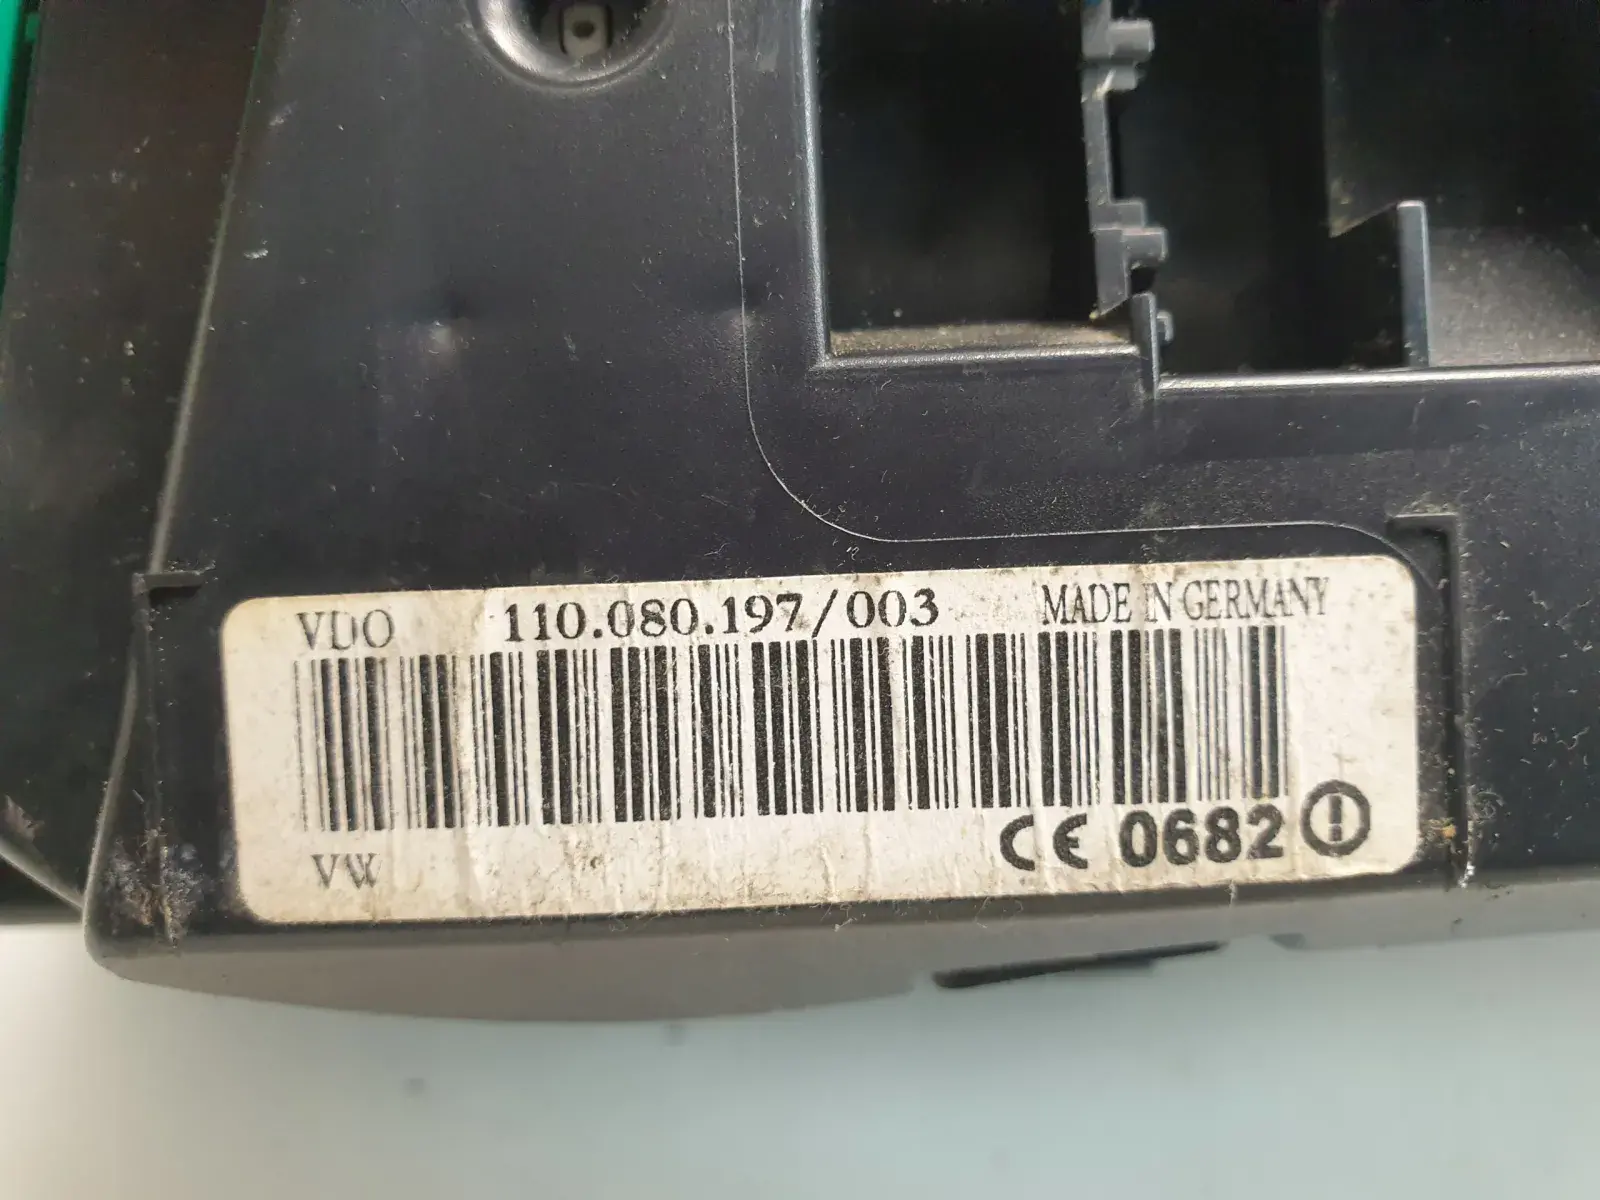 VDO 110.080.197/003 MADE IN GERMANY
CE 0682
VW